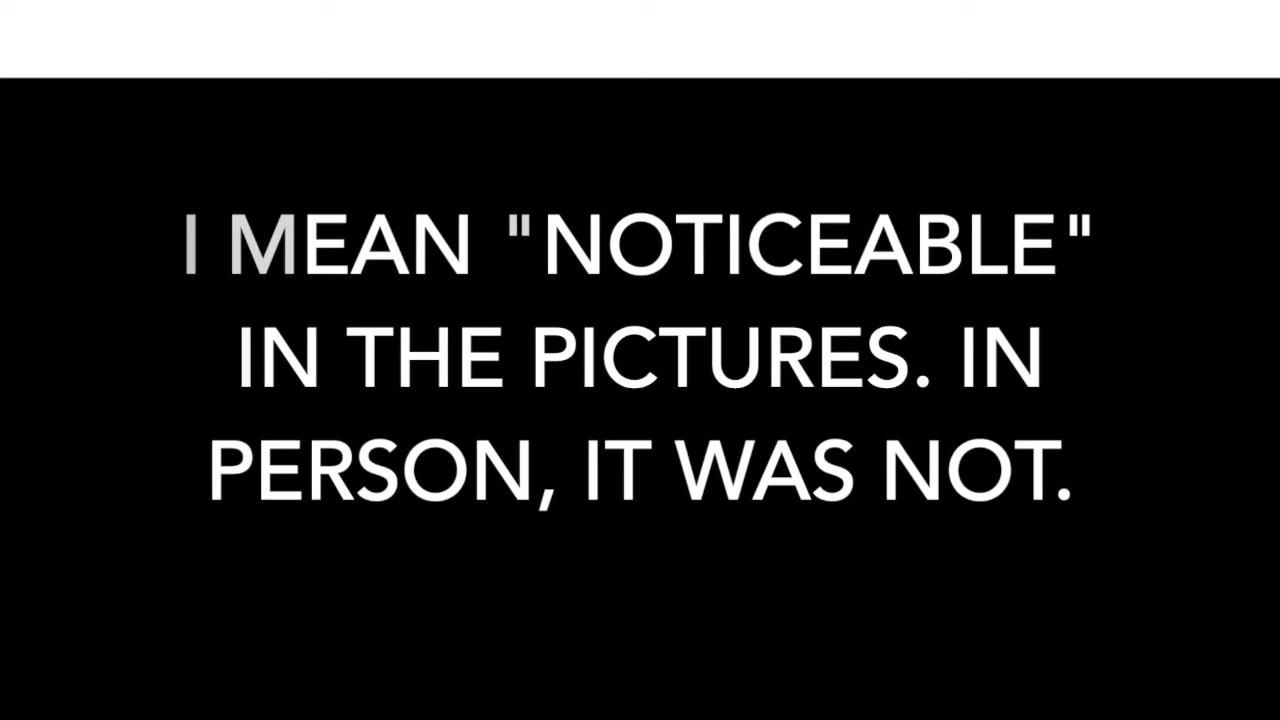 I MEAN "NOTICEABLE"
IN THE PICTURES. IN
PERSON, IT WAS NOT.